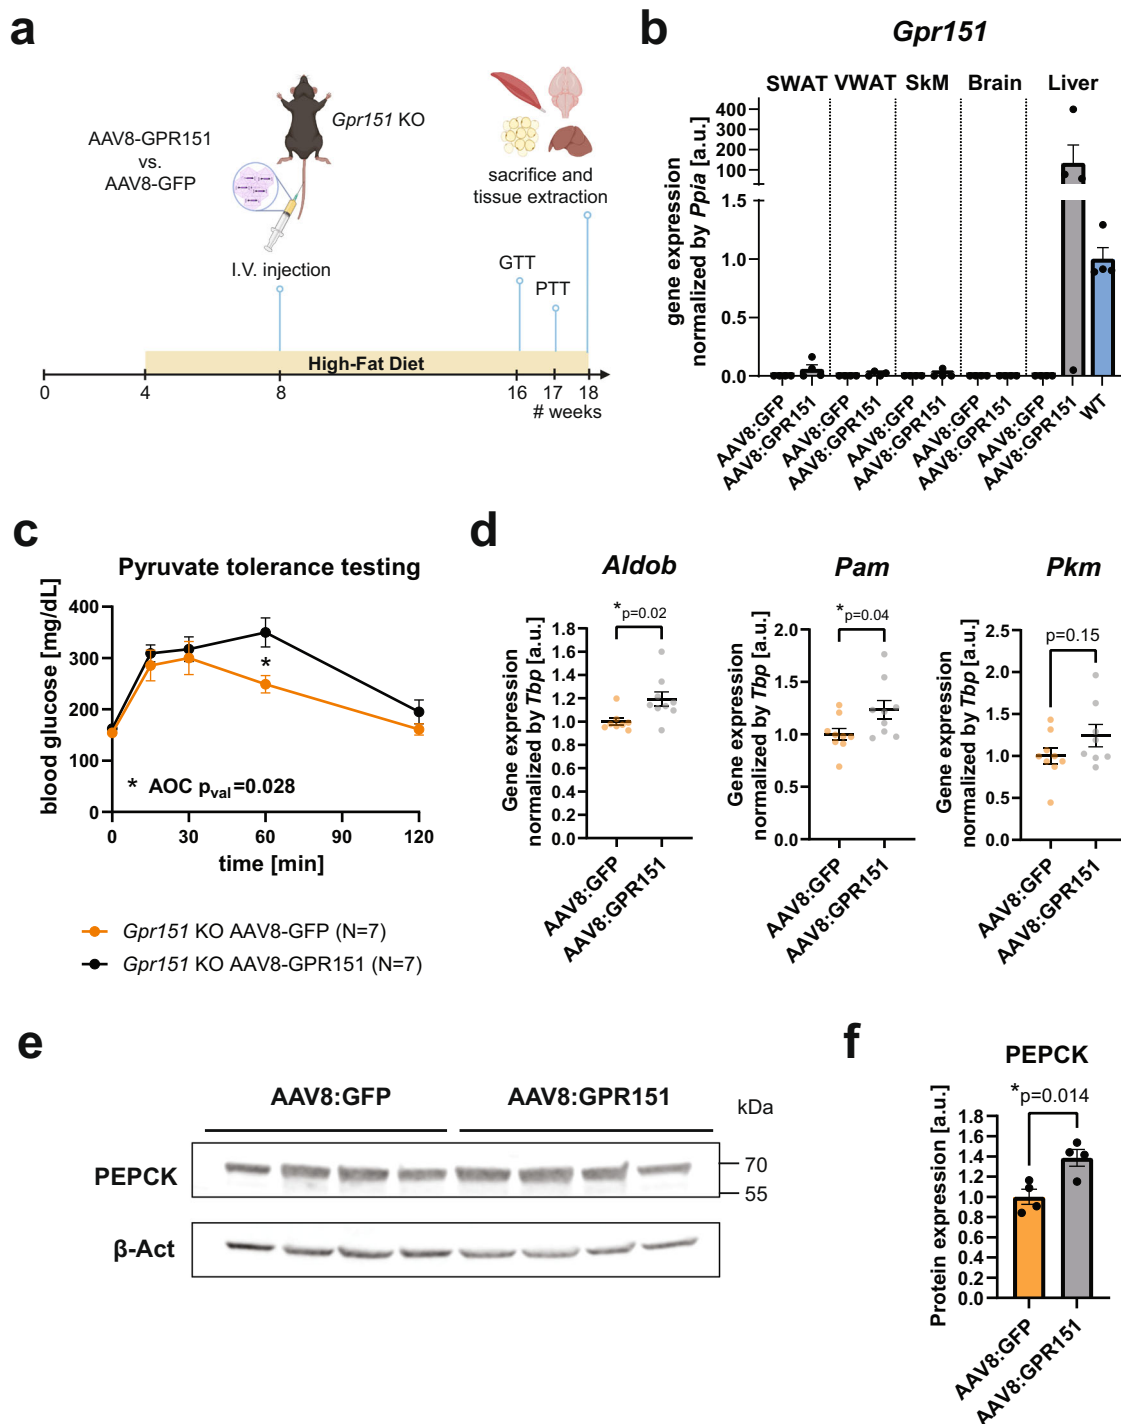 a
AAV8-GPR151
vs.
AAV8-GFP
Gpr151 KO
I.V. injection
sacrifice and
tissue extraction
GTT
PTT
High-Fat Diet
0 4 8 16 17 18
# weeks
b
Gpr151
SWAT VWAT SkM Brain Liver
gene expression
normalized by Ppia [a.u.]
400
300
200
100
1.5
1.0
0.5
0.0
AAV8:GFP
AAV8:GPR151
AAV8:GFP
AAV8:GPR151
AAV8:GFP
AAV8:GPR151
AAV8:GFP
AAV8:GPR151
AAV8:GFP
AAV8:GPR151
WT
c
Pyruvate tolerance testing
blood glucose [mg/dL]
400
300
200
100
0
*
* AOC pval=0.028
0 30 60 90 120
time [min]
Gpr151 KO AAV8-GFP (N=7)
Gpr151 KO AAV8-GPR151 (N=7)
d
Aldob
*p=0.02
Gene expression
normalized by Tbp [a.u.]
1.8
1.6
1.4
1.2
1.0
0.8
0.6
0.4
0.2
0.0
AAV8:GFP
AAV8:GPR151
Pam
*p=0.04
Gene expression
normalized by Tbp [a.u.]
2.0
1.5
1.0
0.5
0.0
AAV8:GFP
AAV8:GPR151
Pkm
p=0.15
Gene expression
normalized by Tbp [a.u.]
2.5
2.0
1.5
1.0
0.5
0.0
AAV8:GFP
AAV8:GPR151
e
AAV8:GFP AAV8:GPR151
kDa
PEPCK
70
55
β-Act
f
PEPCK
*p=0.014
Protein expression [a.u.]
1.8
1.6
1.4
1.2
1.0
0.8
0.6
0.4
0.2
0.0
AAV8:GFP
AAV8:GPR151